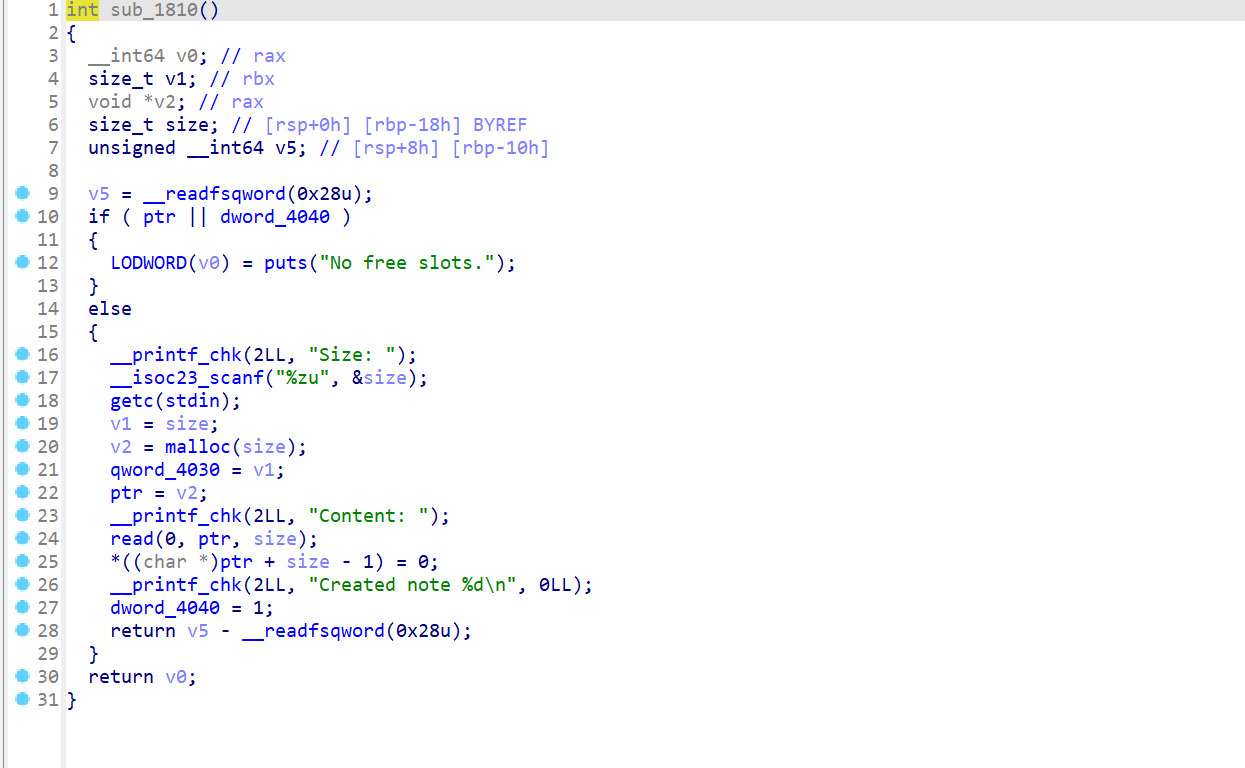 1 int sub_1810()
2 {
3 __int64 v0; // rax
4 size_t v1; // rbx
5 void *v2; // rax
6 size_t size; // [rsp+0h] [rbp-18h] BYREF
7 unsigned __int64 v5; // [rsp+8h] [rbp-10h]
8
9 v5 = __readfsqword(0x28u);
10 if ( ptr || dword_4040 )
11 {
12 LODWORD(v0) = puts("No free slots.");
13 }
14 else
15 {
16 __printf_chk(2LL, "Size: ");
17 __isoc23_scanf("%zu", &size);
18 getc(stdin);
19 v1 = size;
20 v2 = malloc(size);
21 qword_4030 = v1;
22 ptr = v2;
23 __printf_chk(2LL, "Content: ");
24 read(0, ptr, size);
25 *((char *)ptr + size - 1) = 0;
26 __printf_chk(2LL, "Created note %d\n", 0LL);
27 dword_4040 = 1;
28 return v5 - __readfsqword(0x28u);
29 }
30 return v0;
31 }